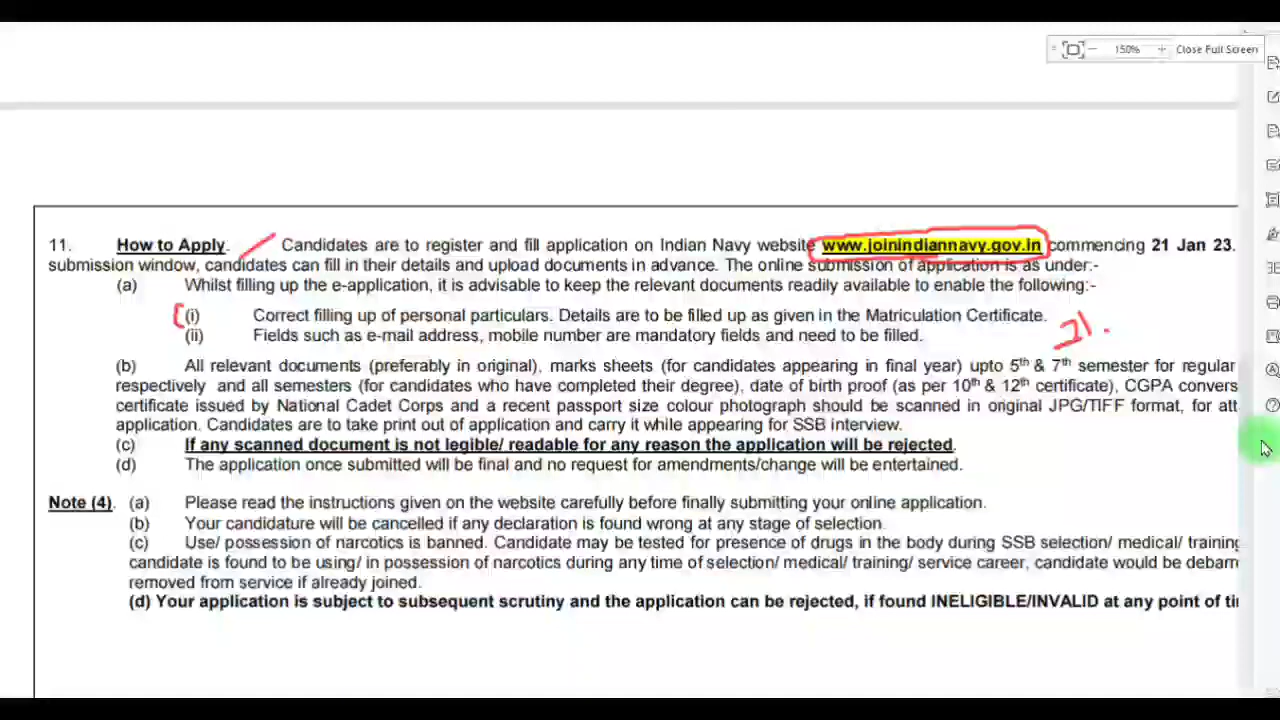 150%
Close Full Screen
11. How to Apply. Candidates are to register and fill application on Indian Navy website www.joinindiannavy.gov.in commencing 21 Jan 23.
submission window, candidates can fill in their details and upload documents in advance. The online submission of application is as under:-
(a) Whilst filling up the e-application, it is advisable to keep the relevant documents readily available to enable the following:-
(i) Correct filling up of personal particulars. Details are to be filled up as given in the Matriculation Certificate.
21.
(ii) Fields such as e-mail address, mobile number are mandatory fields and need to be filled.
(b) All relevant documents (preferably in original), marks sheets (for candidates appearing in final year) upto 5th & 7th semester for regular
respectively and all semesters (for candidates who have completed their degree), date of birth proof (as per 10th & 12th certificate), CGPA convers
certificate issued by National Cadet Corps and a recent passport size colour photograph should be scanned in original JPG/TIFF format, for att
application. Candidates are to take print out of application and carry it while appearing for SSB interview.
(c) If any scanned document is not legible/ readable for any reason the application will be rejected.
(d) The application once submitted will be final and no request for amendments/change will be entertained.
Note (4). (a) Please read the instructions given on the website carefully before finally submitting your online application.
(b) Your candidature will be cancelled if any declaration is found wrong at any stage of selection.
(c) Use/ possession of narcotics is banned. Candidate may be tested for presence of drugs in the body during SSB selection/ medical/ training
candidate is found to be using/ in possession of narcotics during any time of selection/ medical/ training/ service career, candidate would be debarr
removed from service if already joined.
(d) Your application is subject to subsequent scrutiny and the application can be rejected, if found INELIGIBLE/INVALID at any point of ti